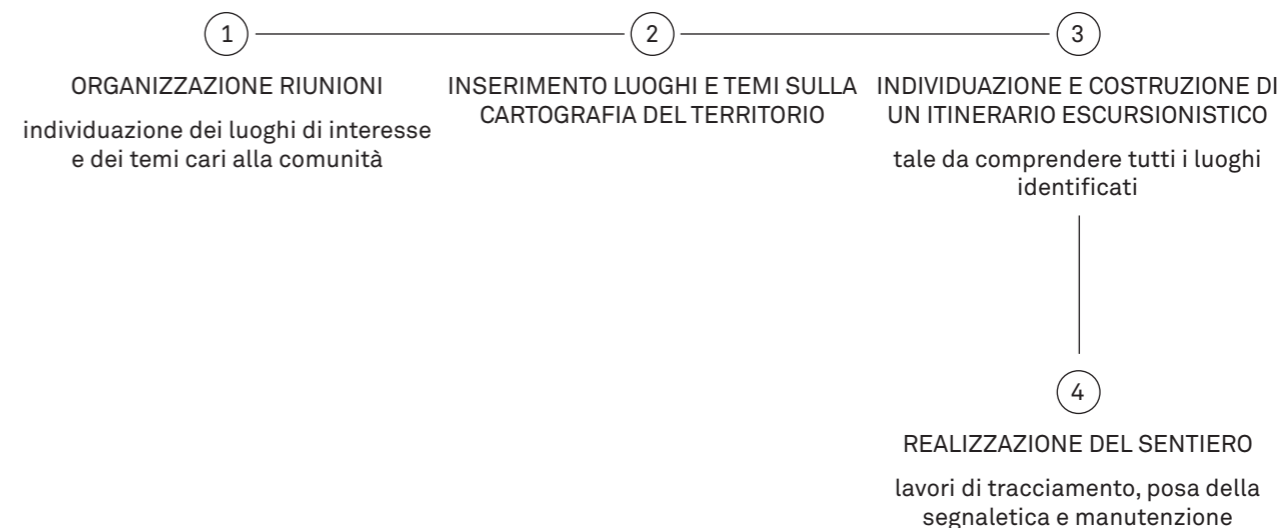 1
ORGANIZZAZIONE RIUNIONI
individuazione dei luoghi di interesse
e dei temi cari alla comunità
2
INSERIMENTO LUOGHI E TEMI SULLA
CARTOGRAFIA DEL TERRITORIO
3
INDIVIDUAZIONE E COSTRUZIONE DI
UN ITINERARIO ESCURSIONISTICO
tale da comprendere tutti i luoghi
identificati
4
REALIZZAZIONE DEL SENTIERO
lavori di tracciamento, posa della
segnaletica e manutenzione